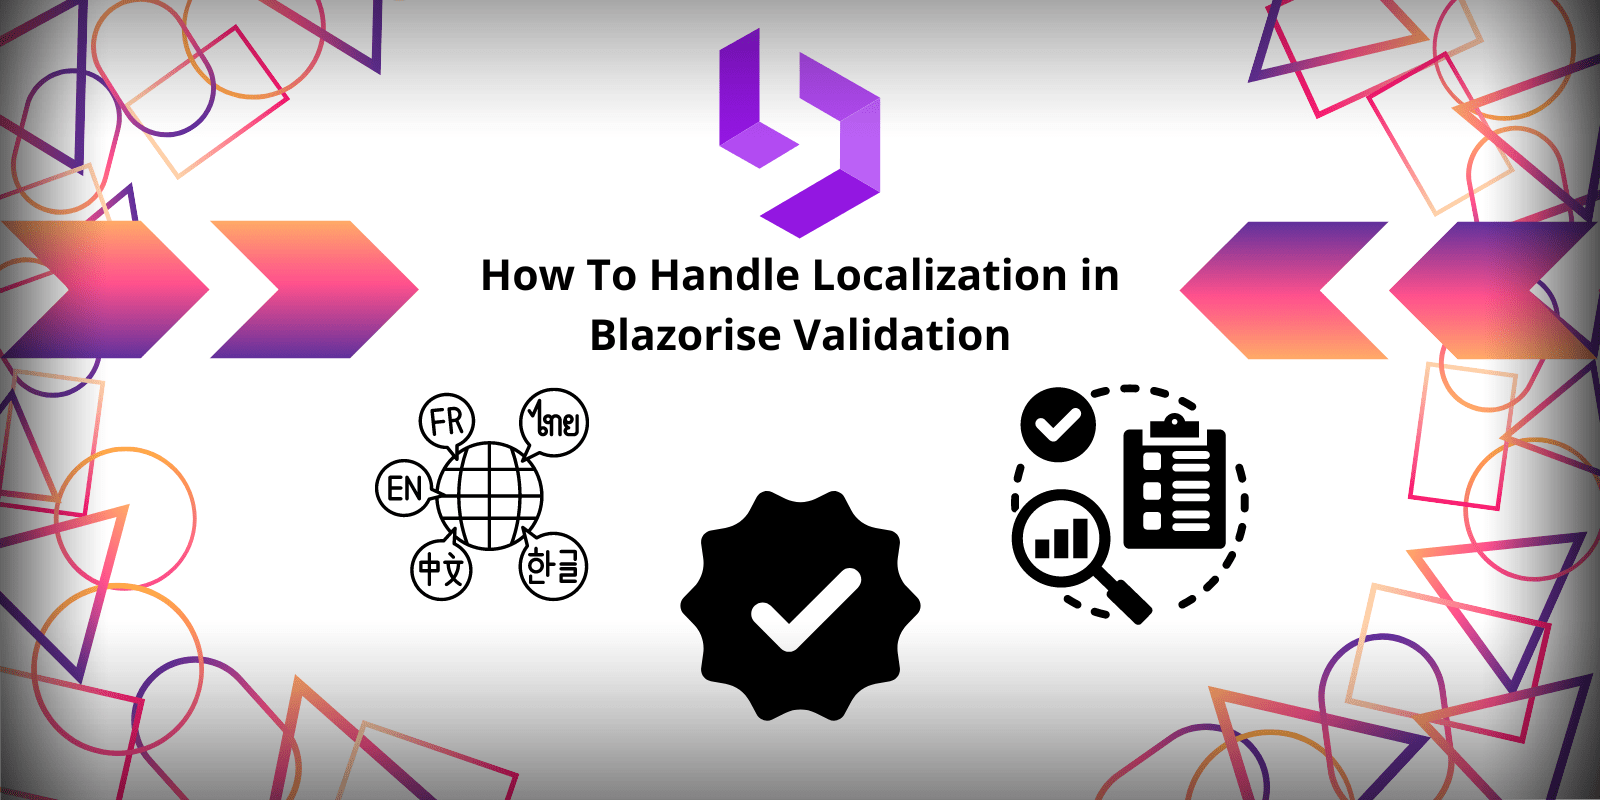 How To Handle Localization in
Blazorise Validation
FR
ไทย
EN
中文
한글